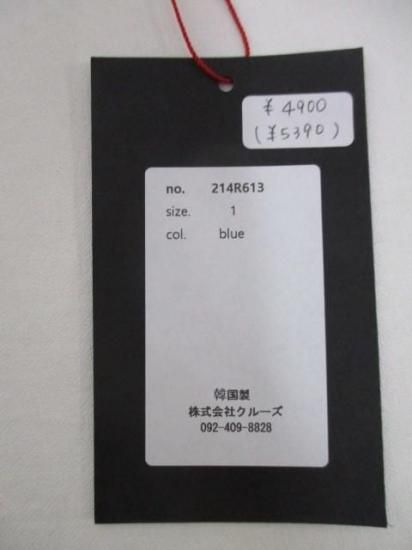 ¥4900
(¥5390)
no. 214R613
size. 1
col. blue
韓国製
株式会社クルーズ
092-409-8828